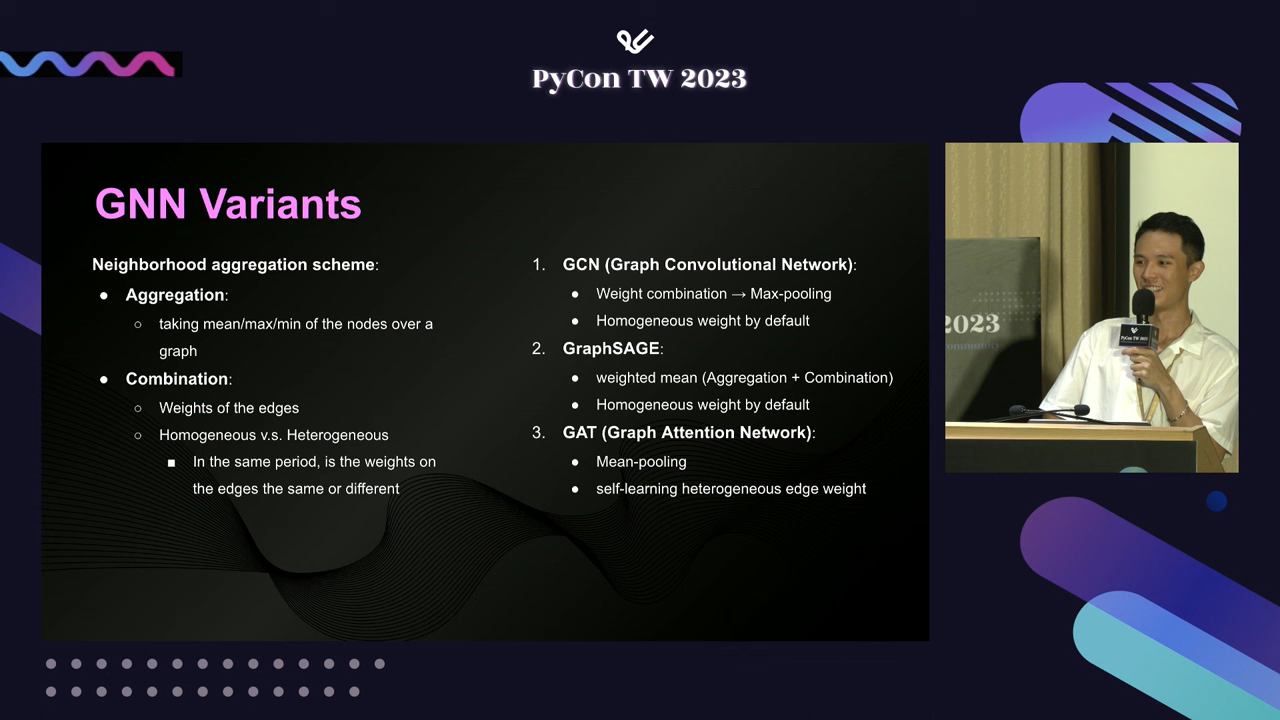 PyCon TW 2023
GNN Variants
Neighborhood aggregation scheme:
● Aggregation:
○ taking mean/max/min of the nodes over a
graph
● Combination:
○ Weights of the edges
○ Homogeneous v.s. Heterogeneous
■ In the same period, is the weights on
the edges the same or different
1. GCN (Graph Convolutional Network):
● Weight combination → Max-pooling
● Homogeneous weight by default
2. GraphSAGE:
● weighted mean (Aggregation + Combination)
● Homogeneous weight by default
3. GAT (Graph Attention Network):
● Mean-pooling
● self-learning heterogeneous edge weight
2023
PyCon TW 2023